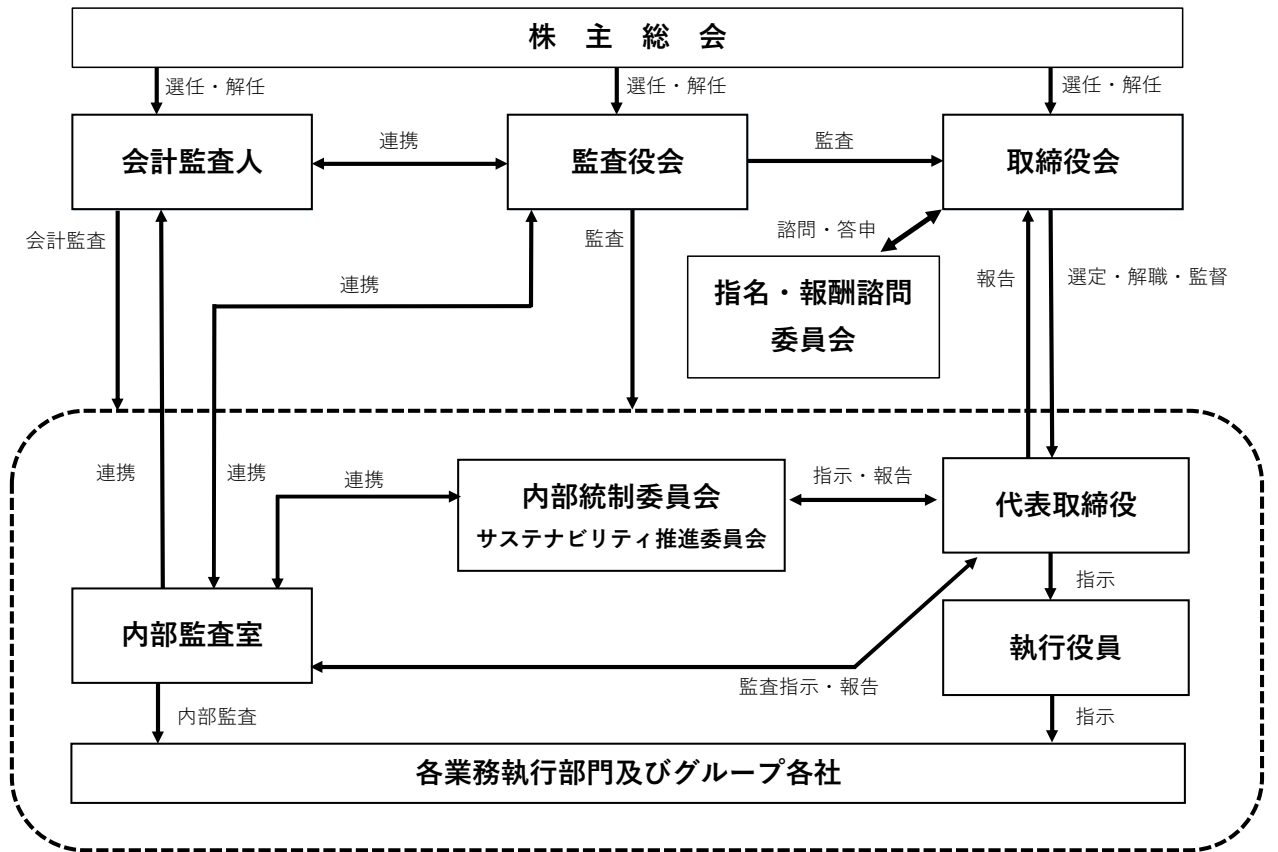 株　主　総　会
選任・解任
選任・解任
選任・解任
会計監査人
連携
監査役会
監査
取締役会
会計監査
監査
諮問・答申
連携
報告
選定・解職・監督
指名・報酬諮問
委員会
連携
連携
連携
内部統制委員会
サステナビリティ推進委員会
指示・報告
代表取締役
指示
内部監査室
執行役員
監査指示・報告
内部監査
指示
各業務執行部門及びグループ各社